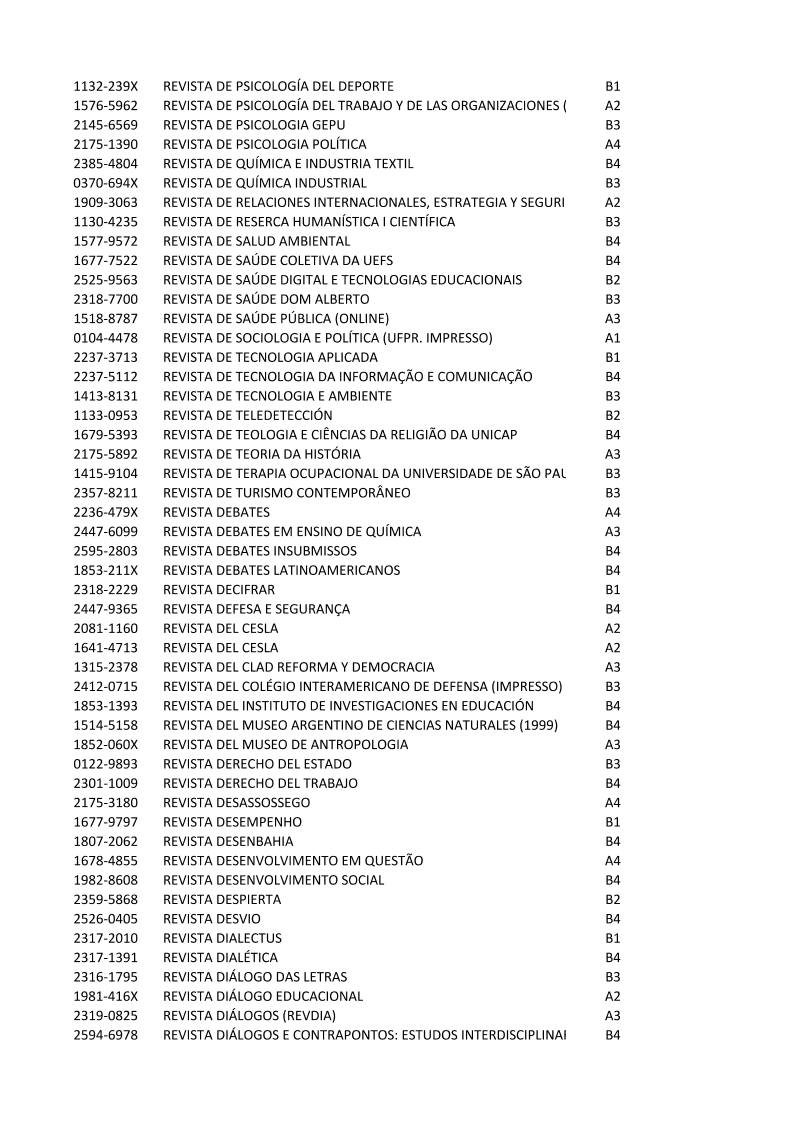 1132-239X REVISTA DE PSICOLOGÍA DEL DEPORTE B1
1576-5962 REVISTA DE PSICOLOGÍA DEL TRABAJO Y DE LAS ORGANIZACIONES ( A2
2145-6569 REVISTA DE PSICOLOGIA GEPU B3
2175-1390 REVISTA DE PSICOLOGIA POLÍTICA A4
2385-4804 REVISTA DE QUÍMICA E INDUSTRIA TEXTIL B4
0370-694X REVISTA DE QUÍMICA INDUSTRIAL B3
1909-3063 REVISTA DE RELACIONES INTERNACIONALES, ESTRATEGIA Y SEGURI A2
1130-4235 REVISTA DE RESERCA HUMANÍSTICA I CIENTÍFICA B3
1577-9572 REVISTA DE SALUD AMBIENTAL B4
1677-7522 REVISTA DE SAÚDE COLETIVA DA UEFS B4
2525-9563 REVISTA DE SAÚDE DIGITAL E TECNOLOGIAS EDUCACIONAIS B2
2318-7700 REVISTA DE SAÚDE DOM ALBERTO B3
1518-8787 REVISTA DE SAÚDE PÚBLICA (ONLINE) A3
0104-4478 REVISTA DE SOCIOLOGIA E POLÍTICA (UFPR. IMPRESSO) A1
2237-3713 REVISTA DE TECNOLOGIA APLICADA B1
2237-5112 REVISTA DE TECNOLOGIA DA INFORMAÇÃO E COMUNICAÇÃO B4
1413-8131 REVISTA DE TECNOLOGIA E AMBIENTE B3
1133-0953 REVISTA DE TELEDETECCIÓN B2
1679-5393 REVISTA DE TEOLOGIA E CIÊNCIAS DA RELIGIÃO DA UNICAP B4
2175-5892 REVISTA DE TEORIA DA HISTÓRIA A3
1415-9104 REVISTA DE TERAPIA OCUPACIONAL DA UNIVERSIDADE DE SÃO PAU B3
2357-8211 REVISTA DE TURISMO CONTEMPORÂNEO B3
2236-479X REVISTA DEBATES A4
2447-6099 REVISTA DEBATES EM ENSINO DE QUÍMICA A3
2595-2803 REVISTA DEBATES INSUBMISSOS B4
1853-211X REVISTA DEBATES LATINOAMERICANOS B4
2318-2229 REVISTA DECIFRAR B1
2447-9365 REVISTA DEFESA E SEGURANÇA B4
2081-1160 REVISTA DEL CESLA A2
1641-4713 REVISTA DEL CESLA A2
1315-2378 REVISTA DEL CLAD REFORMA Y DEMOCRACIA A3
2412-0715 REVISTA DEL COLÉGIO INTERAMERICANO DE DEFENSA (IMPRESSO) B3
1853-1393 REVISTA DEL INSTITUTO DE INVESTIGACIONES EN EDUCACIÓN B4
1514-5158 REVISTA DEL MUSEO ARGENTINO DE CIENCIAS NATURALES (1999) B4
1852-060X REVISTA DEL MUSEO DE ANTROPOLOGIA A3
0122-9893 REVISTA DERECHO DEL ESTADO B3
2301-1009 REVISTA DERECHO DEL TRABAJO B4
2175-3180 REVISTA DESASSOSSEGO A4
1677-9797 REVISTA DESEMPENHO B1
1807-2062 REVISTA DESENBAHIA B4
1678-4855 REVISTA DESENVOLVIMENTO EM QUESTÃO A4
1982-8608 REVISTA DESENVOLVIMENTO SOCIAL B4
2359-5868 REVISTA DESPIERTA B2
2526-0405 REVISTA DESVIO B4
2317-2010 REVISTA DIALECTUS B1
2317-1391 REVISTA DIALÉTICA B4
2316-1795 REVISTA DIÁLOGO DAS LETRAS B3
1981-416X REVISTA DIÁLOGO EDUCACIONAL A2
2319-0825 REVISTA DIÁLOGOS (REVDIA) A3
2594-6978 REVISTA DIÁLOGOS E CONTRAPONTOS: ESTUDOS INTERDISCIPLINAI B4